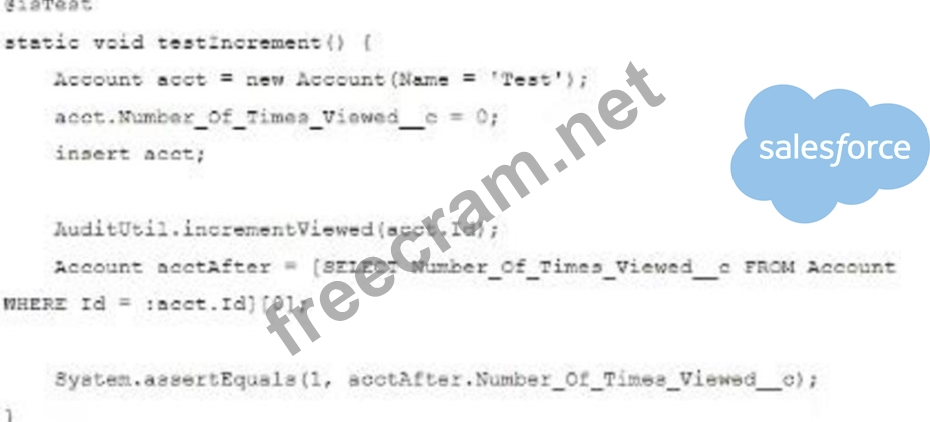 @isTest
static void testIncrement() {
Account acct = new Account(Name = 'Test');
acct.Number_Of_Times_Viewed__c = 0;
insert acct;
salesforce
AuditUtil.incrementViewed(acct.Id);
Account acctAfter = [SELECT Number_Of_Times_Viewed__c FROM Account
WHERE Id = :acct.Id][0];
System.assertEquals(1, acctAfter.Number_Of_Times_Viewed__c);
}
freecram.net